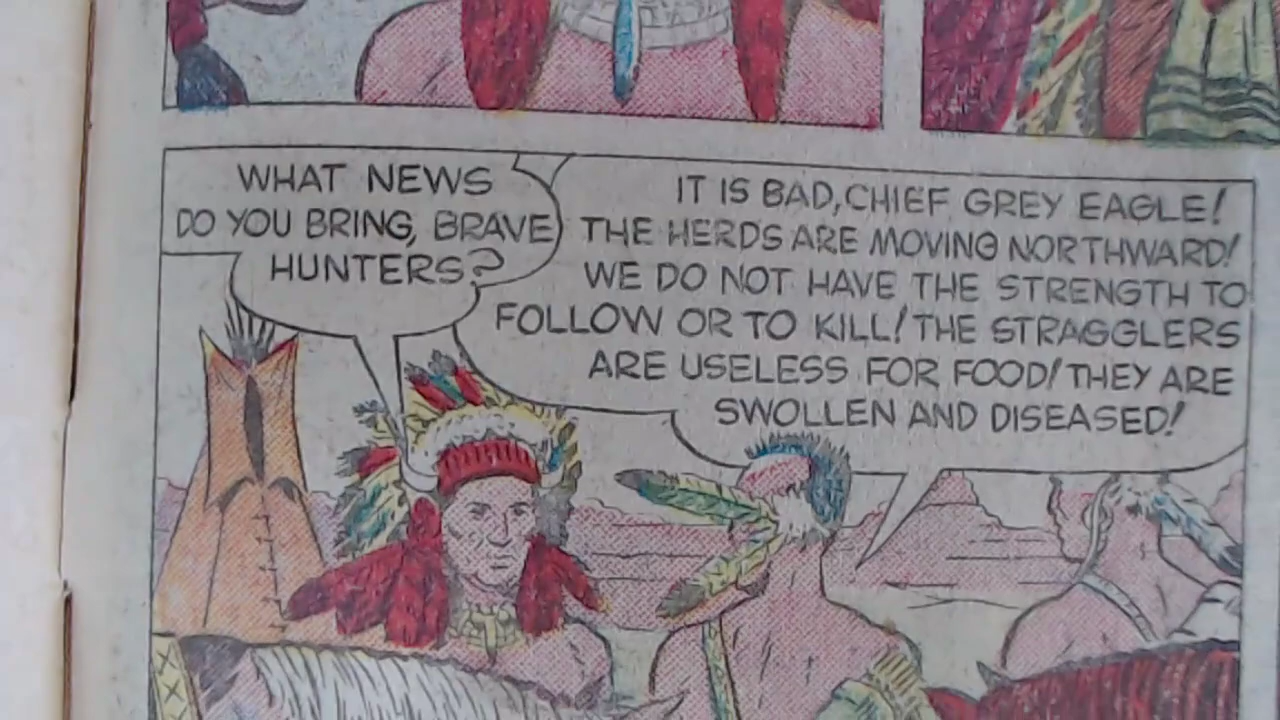 WHAT NEWS
DO YOU BRING, BRAVE
HUNTERS?
IT IS BAD, CHIEF GREY EAGLE!
THE HERDS ARE MOVING NORTHWARD!
WE DO NOT HAVE THE STRENGTH TO
FOLLOW OR TO KILL! THE STRAGGLERS
ARE USELESS FOR FOOD! THEY ARE
SWOLLEN AND DISEASED!